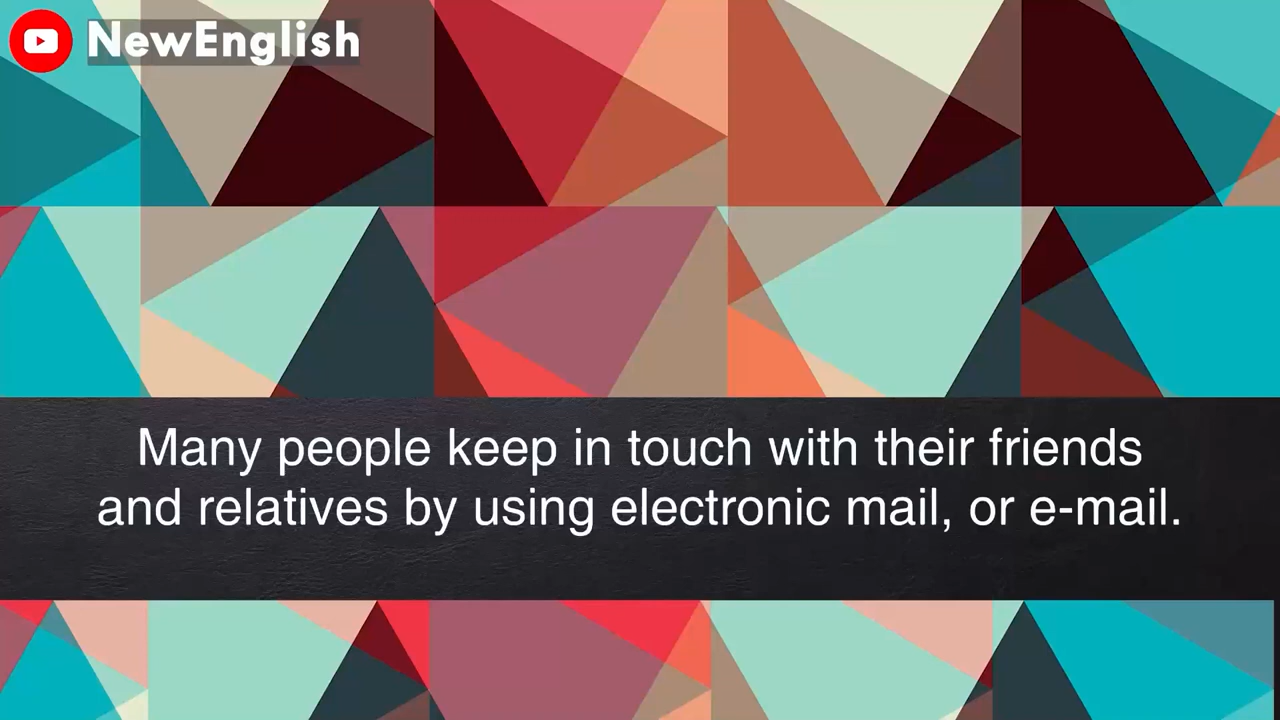 NewEnglish
Many people keep in touch with their friends
and relatives by using electronic mail, or e-mail.